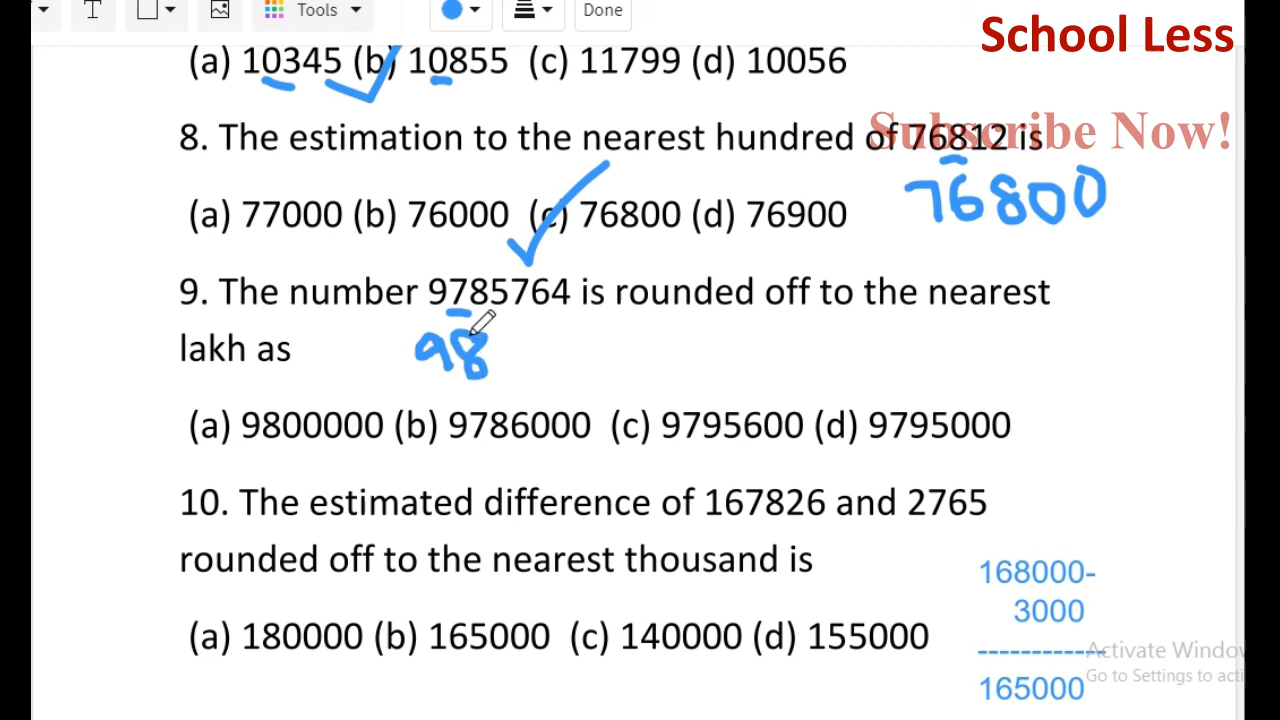 Tools Done
School Less
(a) 10345 (b) 10855 (c) 11799 (d) 10056
8. The estimation to the nearest hundred of 76812 is
Subscribe Now!
76800
(a) 77000 (b) 76000 (c) 76800 (d) 76900
9. The number 9785764 is rounded off to the nearest
lakh as
98
(a) 9800000 (b) 9786000 (c) 9795600 (d) 9795000
10. The estimated difference of 167826 and 2765
rounded off to the nearest thousand is
168000-
3000
(a) 180000 (b) 165000 (c) 140000 (d) 155000
------------
165000
Activate Windo
Go to Settings to acti